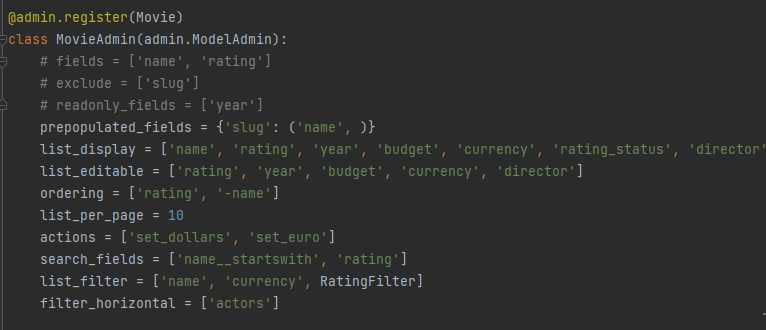 @admin.register(Movie)
class MovieAdmin(admin.ModelAdmin):
    # fields = ['name', 'rating']
    # exclude = ['slug']
    # readonly_fields = ['year']
    prepopulated_fields = {'slug': ('name', )}
    list_display = ['name', 'rating', 'year', 'budget', 'currency', 'rating_status', 'director'
    list_editable = ['rating', 'year', 'budget', 'currency', 'director']
    ordering = ['rating', '-name']
    list_per_page = 10
    actions = ['set_dollars', 'set_euro']
    search_fields = ['name__startswith', 'rating']
    list_filter = ['name', 'currency', RatingFilter]
    filter_horizontal = ['actors']